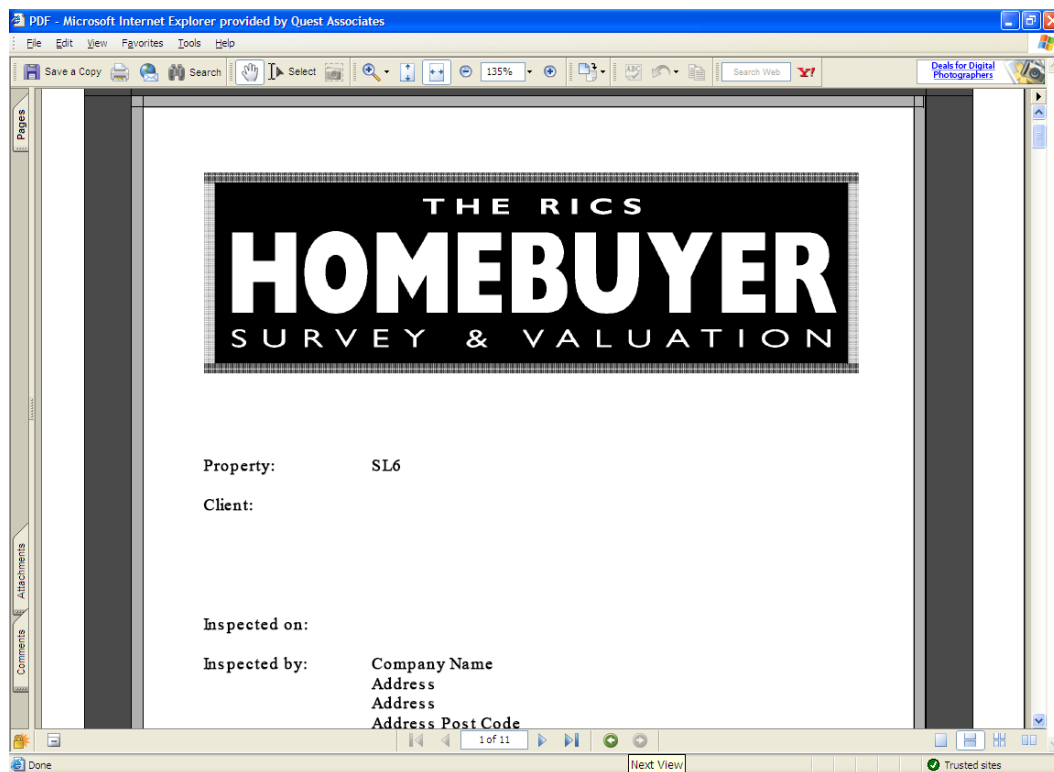 PDF - Microsoft Internet Explorer provided by Quest Associates
File Edit View Favorites Tools Help
Save a Copy Search Select 135% Search Web Y! Deals for Digital
Photographers
Pages
THE RICS
HOMEBUYER
SURVEY & VALUATION
Property: SL6
Client:
Attachments
Inspected on:
Comments
Inspected by: Company Name
Address
Address
Address Post Code
1 of 11
Done Next View Trusted sites